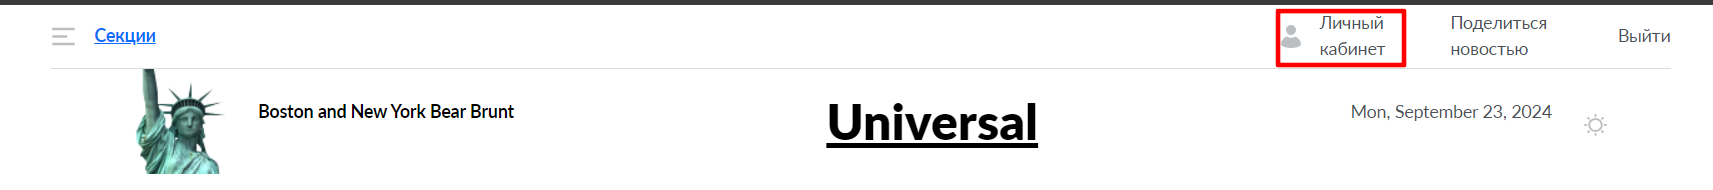 Секции
Личный
кабинет
Поделиться
новостью
Выйти
Boston and New York Bear Brunt
Universal
Mon, September 23, 2024